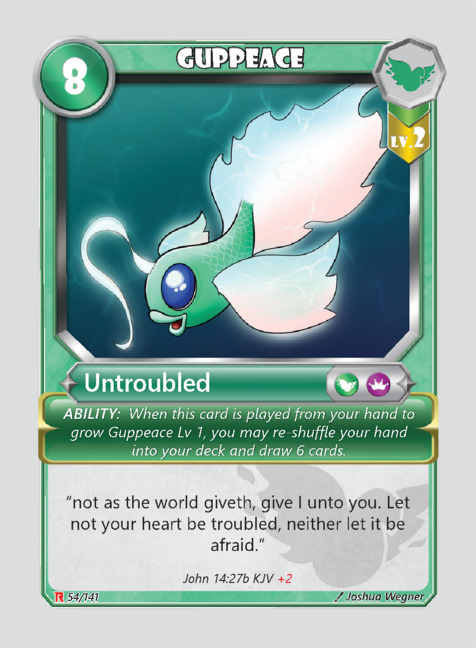 GUPPEACE
8
LV.2
Untroubled
ABILITY: When this card is played from your hand to
grow Guppeace Lv 1, you may re-shuffle your hand
into your deck and draw 6 cards.
"not as the world giveth, give I unto you. Let
not your heart be troubled, neither let it be
afraid."
John 14:27b KJV +2
R 54/141
Joshua Wegner